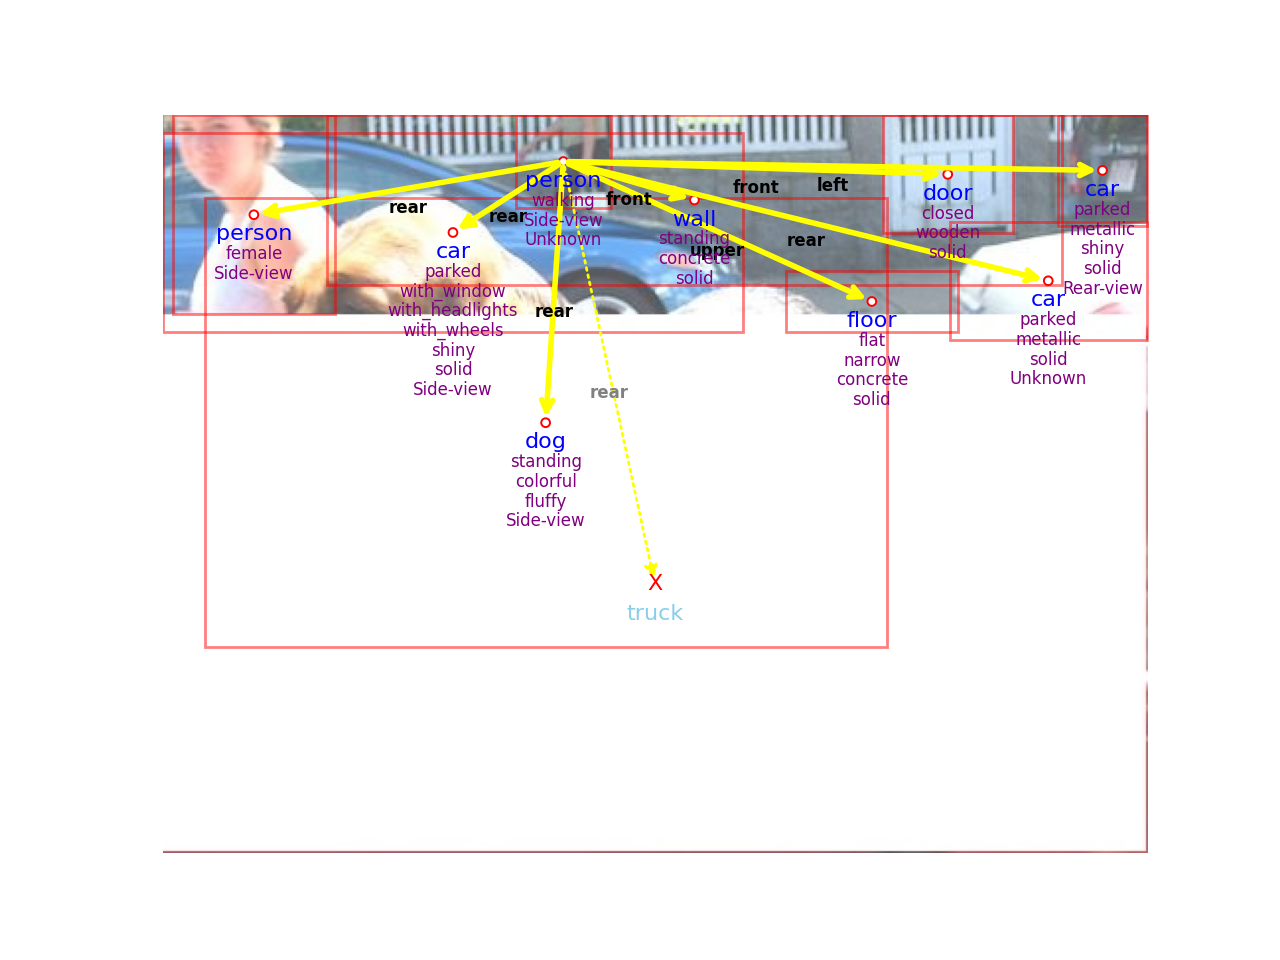 person
walking
Side-view
Unknown
person
female
Side-view
car
parked
with_window
with_headlights
with_wheels
shiny
solid
Side-view
wall
standing
concrete
solid
door
closed
wooden
solid
car
parked
metallic
shiny
solid
Rear-view
car
parked
metallic
solid
Unknown
floor
flat
narrow
concrete
solid
dog
standing
colorful
fluffy
Side-view
truck
X
rear
rear
front
front
left
upper
rear
rear
rear